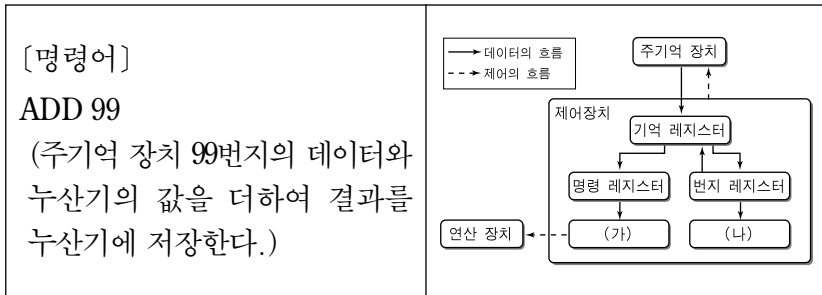 〔명령어〕
ADD 99
(주기억 장치 99번지의 데이터와
누산기의 값을 더하여 결과를
누산기에 저장한다.)
데이터의 흐름
제어의 흐름
주기억 장치
제어장치
기억 레지스터
명령 레지스터
번지 레지스터
연산 장치
(가)
(나)